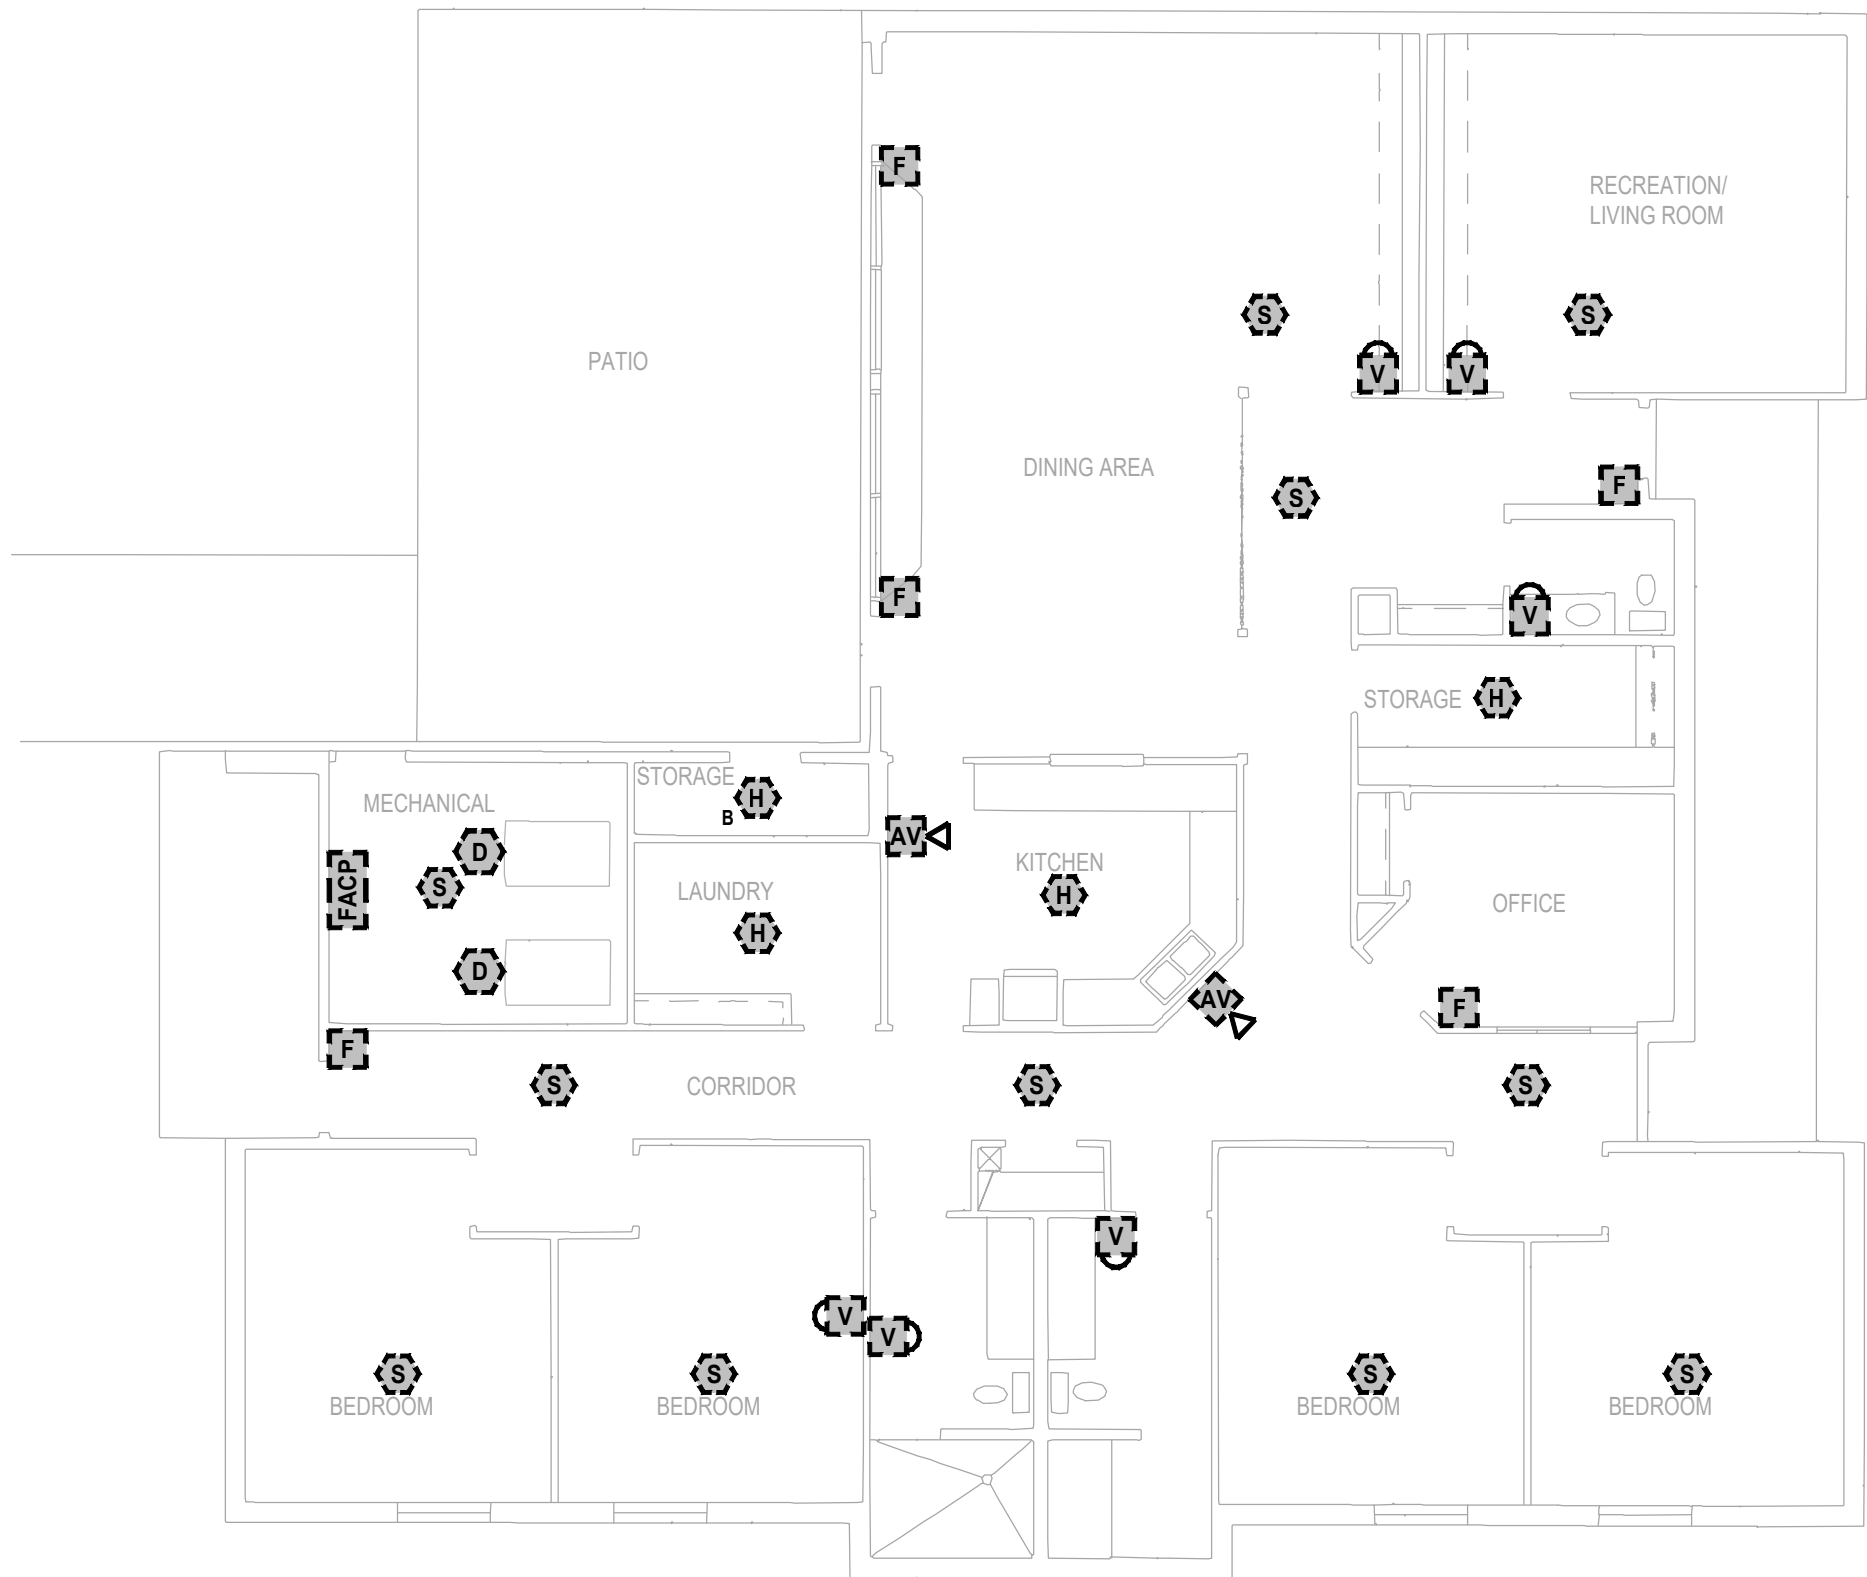 F
RECREATION/
LIVING ROOM
S
S
PATIO
V
V
DINING AREA
F
S
F
V
STORAGE
H
STORAGE
H
B
MECHANICAL
D
AV
FACP
S
KITCHEN
H
LAUNDRY
H
OFFICE
D
AV
F
F
S
CORRIDOR
S
S
V
V
V
S
S
S
S
BEDROOM
BEDROOM
BEDROOM
BEDROOM